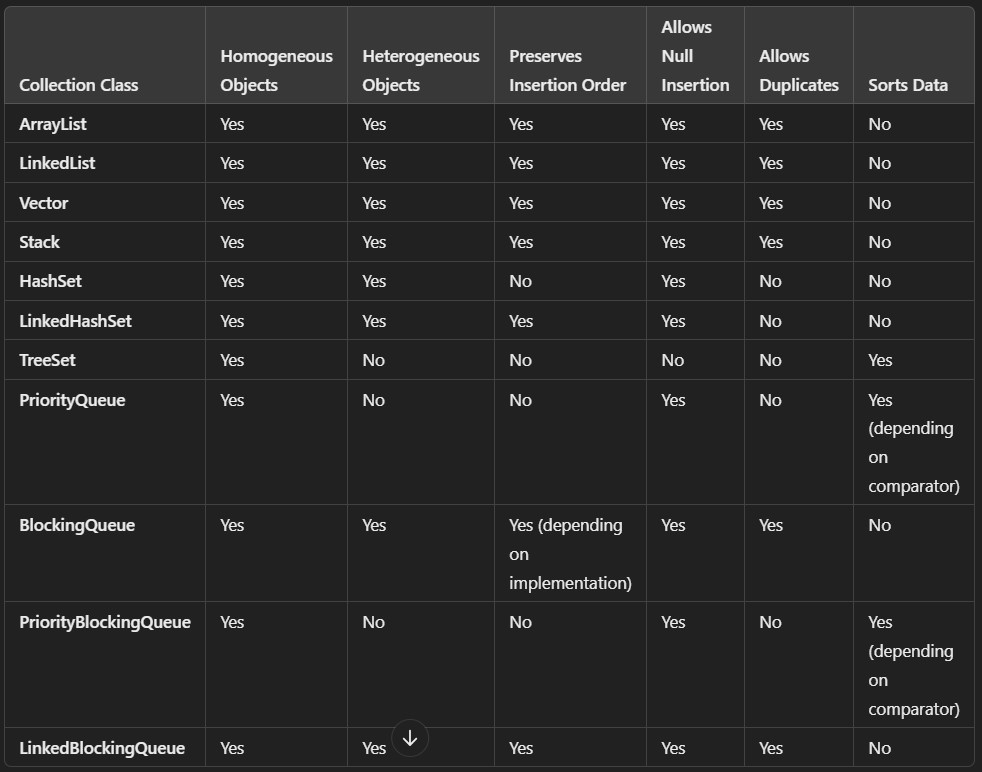 Collection Class Homogeneous Objects Heterogeneous Objects Preserves Insertion Order Allows Null Insertion Allows Duplicates Sorts Data
ArrayList Yes Yes Yes Yes Yes No
LinkedList Yes Yes Yes Yes Yes No
Vector Yes Yes Yes Yes Yes No
Stack Yes Yes Yes Yes Yes No
HashSet Yes Yes No Yes No No
LinkedHashSet Yes Yes Yes Yes No No
TreeSet Yes No No No No Yes
PriorityQueue Yes No No Yes No Yes (depending on comparator)
BlockingQueue Yes Yes Yes (depending on implementation) Yes Yes No
PriorityBlockingQueue Yes No No Yes No Yes (depending on comparator)
LinkedBlockingQueue Yes Yes Yes Yes Yes No